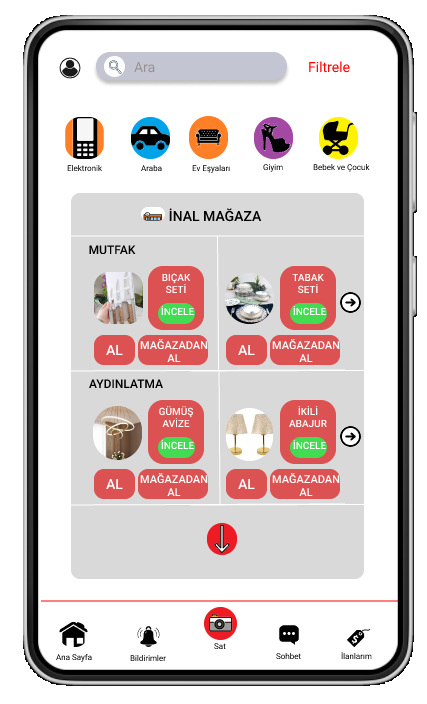 Ara
Filtrele
Elektronik
Araba
Ev Eşyaları
Giyim
Bebek ve Çocuk
İNAL MAĞAZA
MUTFAK
BIÇAK
SETİ
İNCELE
TABAK
SETİ
İNCELE
AL
MAĞAZADAN
AL
AL
MAĞAZADAN
AL
AYDINLATMA
GÜMÜŞ
AVİZE
İNCELE
İKİLİ
ABAJUR
İNCELE
AL
MAĞAZADAN
AL
AL
MAĞAZADAN
AL
Ana Sayfa
Bildirimler
Sat
Sohbet
İlanlarım